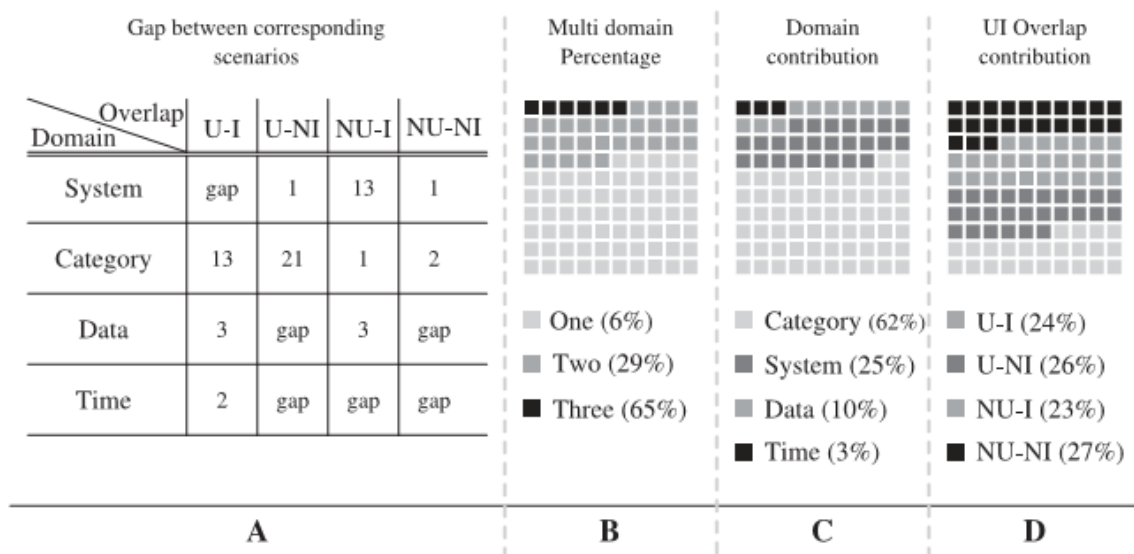 Gap between corresponding
scenarios
Overlap
Domain
U-I U-NI NU-I NU-NI
System gap 1 13 1
Category 13 21 1 2
Data 3 gap 3 gap
Time 2 gap gap gap
A
Multi domain
Percentage
One (6%)
Two (29%)
Three (65%)
B
Domain
contribution
Category (62%)
System (25%)
Data (10%)
Time (3%)
C
UI Overlap
contribution
U-I (24%)
U-NI (26%)
NU-I (23%)
NU-NI (27%)
D